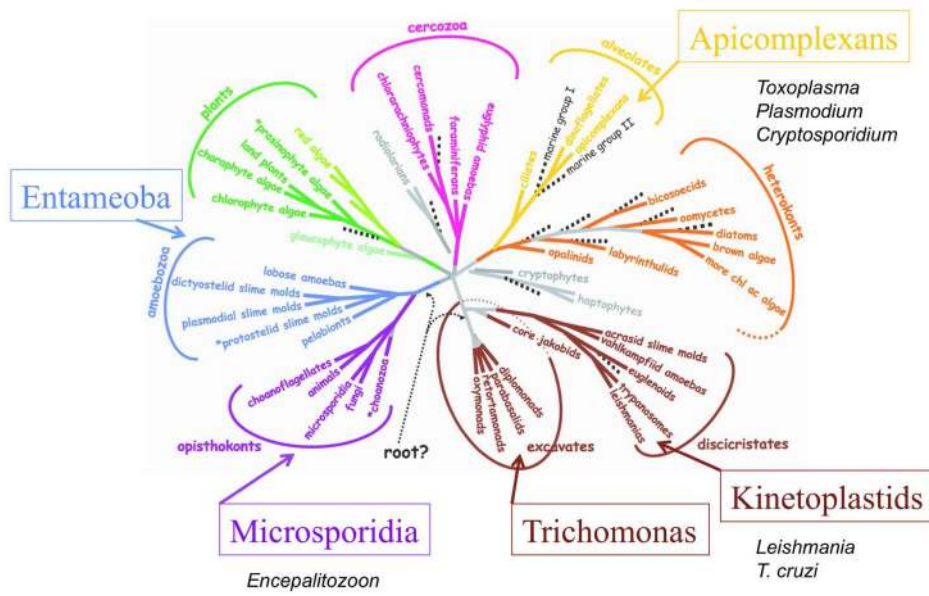 cercozoa
alveolates
Apicomplexans
Toxoplasma
Plasmodium
Cryptosporidium
plants
*prasinophyte algae
land plants
charophyte algae
chlorophyte algae
red algae
glaucophyte algae
radiolarians
chlorarachniophytes
cercomonads
foraminiferans
euglyphid amoebas
ciliates
marine group I
dinoflagellates
apicomplexans
marine group II
heterokonts
bicosoecids
oomycetes
diatoms
brown algae
more chl ac algae
labyrinthulids
opalinids
cryptophytes
haptophytes
Entameoba
amoebozoa
lobose amoebas
dictyostelid slime molds
plasmodial slime molds
*protostelid slime molds
pelobionts
choanoflagellates
animals
microsporidia
fungi
*choanozoa
opisthokonts
root?
core jakobids
diplomonads
parabasalids
retortamonads
oxymonads
excavates
acrasid slime molds
vahlkampfiid amoebas
euglenoids
trypanosomes
leishmanias
discicristates
Microsporidia
Encepalitozoon
Trichomonas
Kinetoplastids
Leishmania
T. cruzi